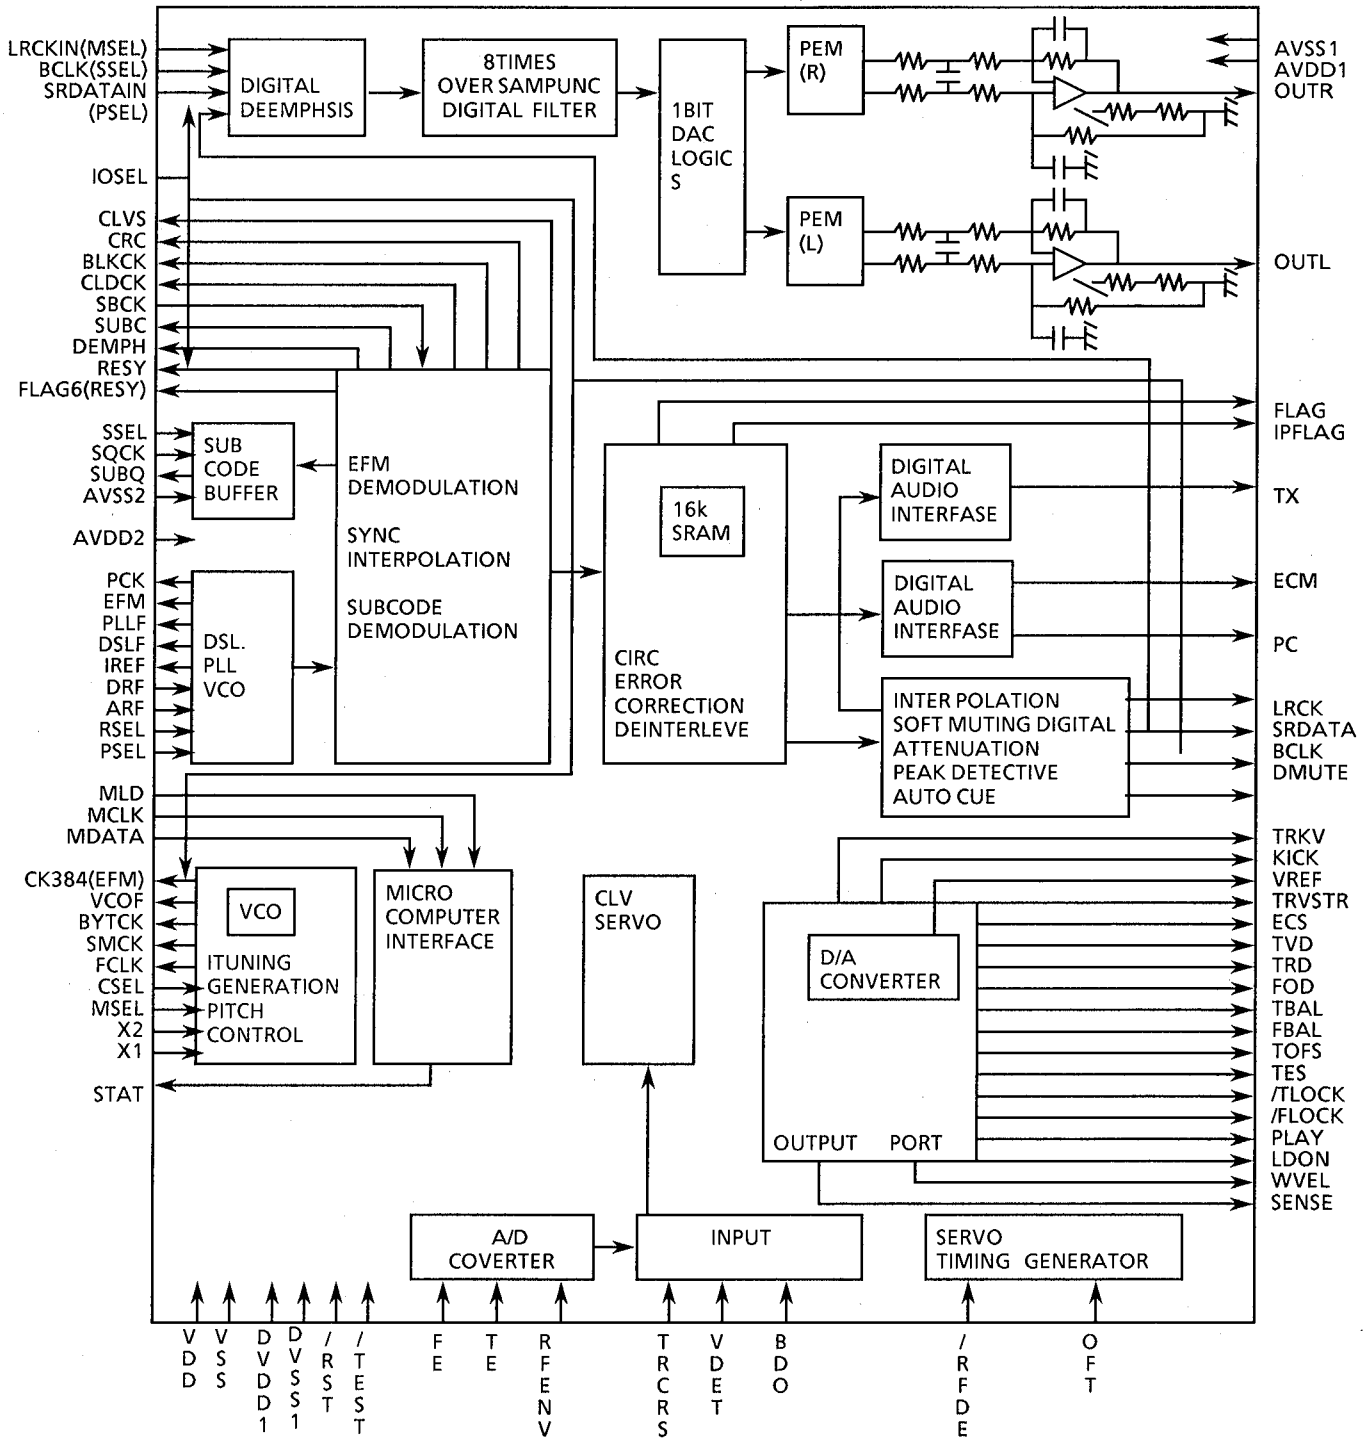 LRCKIN(MSEL)
BCLK(SSEL)
SRDATAIN
(PSEL)
IOSEL
CLVS
CRC
BLKCK
CLDCK
SBCK
SUBC
DEMPH
RESY
FLAG6(RESY)
SSEL
SQCK
SUBQ
AVSS2
AVDD2
PCK
EFM
PLLF
DSLF
IREF
DRF
ARF
RSEL
PSEL
MLD
MCLK
MDATA
CK384(EFM)
VCOF
BYTCK
SMCK
FCLK
CSEL
MSEL
X2
X1
STAT
DIGITAL
DEEMPHSIS
8TIMES
OVER SAMPUNC
DIGITAL FILTER
1BIT
DAC
LOGIC
S
PEM
(R)
PEM
(L)
SUB
CODE
BUFFER
EFM
DEMODULATION
SYNC
INTERPOLATION
SUBCODE
DEMODULATION
DSL.
PLL
VCO
16k
SRAM
CIRC
ERROR
CORRECTION
DEINTERLEVE
DIGITAL
AUDIO
INTERFASE
DIGITAL
AUDIO
INTERFASE
INTER POLATION
SOFT MUTING DIGITAL
ATTENUATION
PEAK DETECTIVE
AUTO CUE
VCO
ITUNING
GENERATION
PITCH
CONTROL
MICRO
COMPUTER
INTERFACE
CLV
SERVO
D/A
CONVERTER
OUTPUT PORT
A/D
COVERTER
INPUT
SERVO
TIMING GENERATOR
AVSS1
AVDD1
OUTR
OUTL
FLAG
IPFLAG
TX
ECM
PC
LRCK
SRDATA
BCLK
DMUTE
TRKV
KICK
VREF
TRVSTR
ECS
TVD
TRD
FOD
TBAL
FBAL
TOFS
TES
/TLOCK
/FLOCK
PLAY
LDON
WVEL
SENSE
VDD
VSS
DVDD1
DVSS1
/RST
/TEST
FE
TE
RFENV
TRCRS
VDET
BDO
/RFDE
OFT